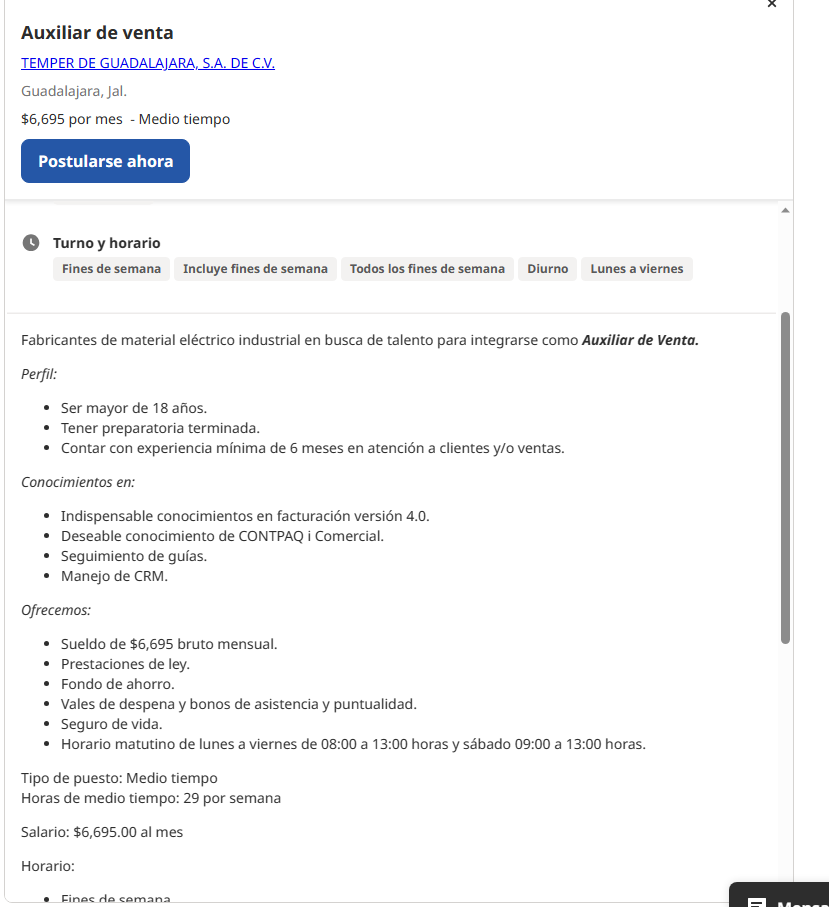 ×
Auxiliar de venta
TEMPER DE GUADALAJARA, S.A. DE C.V.
Guadalajara, Jal.
$6,695 por mes - Medio tiempo
Postularse ahora
Turno y horario
Fines de semana Incluye fines de semana Todos los fines de semana Diurno Lunes a viernes
Fabricantes de material eléctrico industrial en busca de talento para integrarse como Auxiliar de Venta.
Perfil:
• Ser mayor de 18 años.
• Tener preparatoria terminada.
• Contar con experiencia mínima de 6 meses en atención a clientes y/o ventas.
Conocimientos en:
• Indispensable conocimientos en facturación versión 4.0.
• Deseable conocimiento de CONTPAQ i Comercial.
• Seguimiento de guías.
• Manejo de CRM.
Ofrecemos:
• Sueldo de $6,695 bruto mensual.
• Prestaciones de ley.
• Fondo de ahorro.
• Vales de despena y bonos de asistencia y puntualidad.
• Seguro de vida.
• Horario matutino de lunes a viernes de 08:00 a 13:00 horas y sábado 09:00 a 13:00 horas.
Tipo de puesto: Medio tiempo
Horas de medio tiempo: 29 por semana
Salario: $6,695.00 al mes
Horario:
• Fines de semana